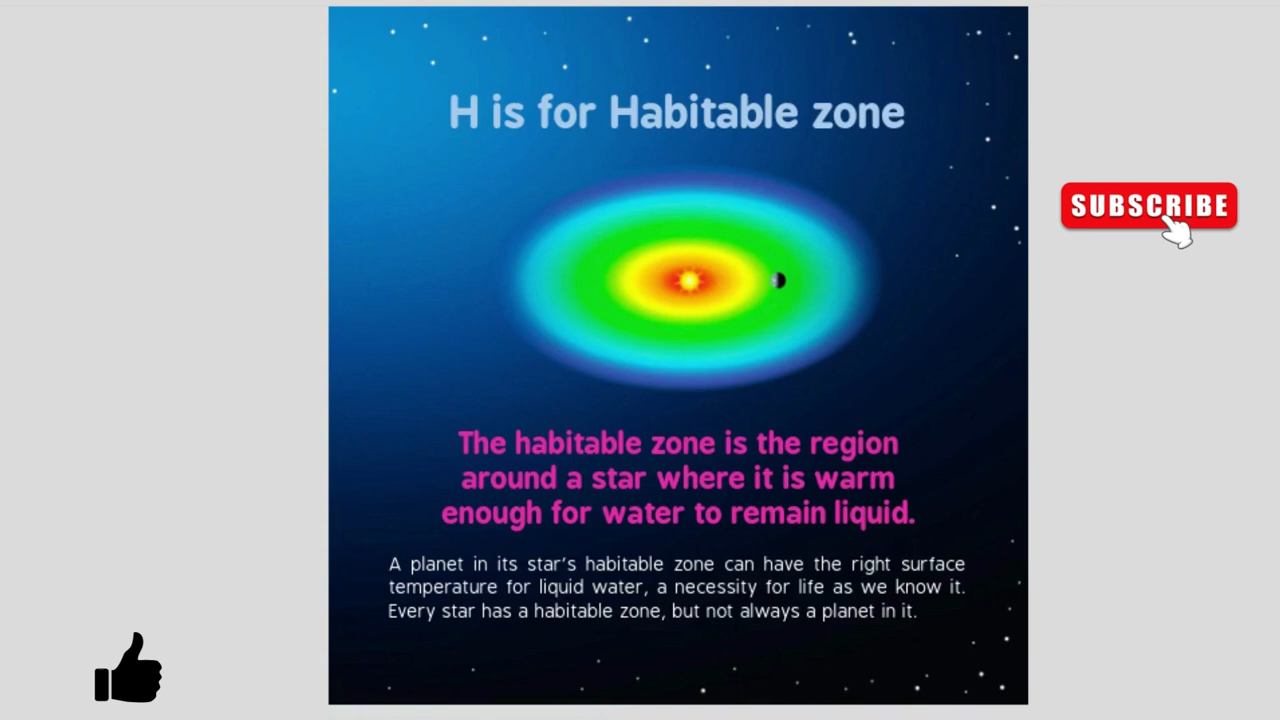 H is for Habitable zone
SUBSCRIBE
The habitable zone is the region
around a star where it is warm
enough for water to remain liquid.
A planet in its star's habitable zone can have the right surface
temperature for liquid water, a necessity for life as we know it.
Every star has a habitable zone, but not always a planet in it.